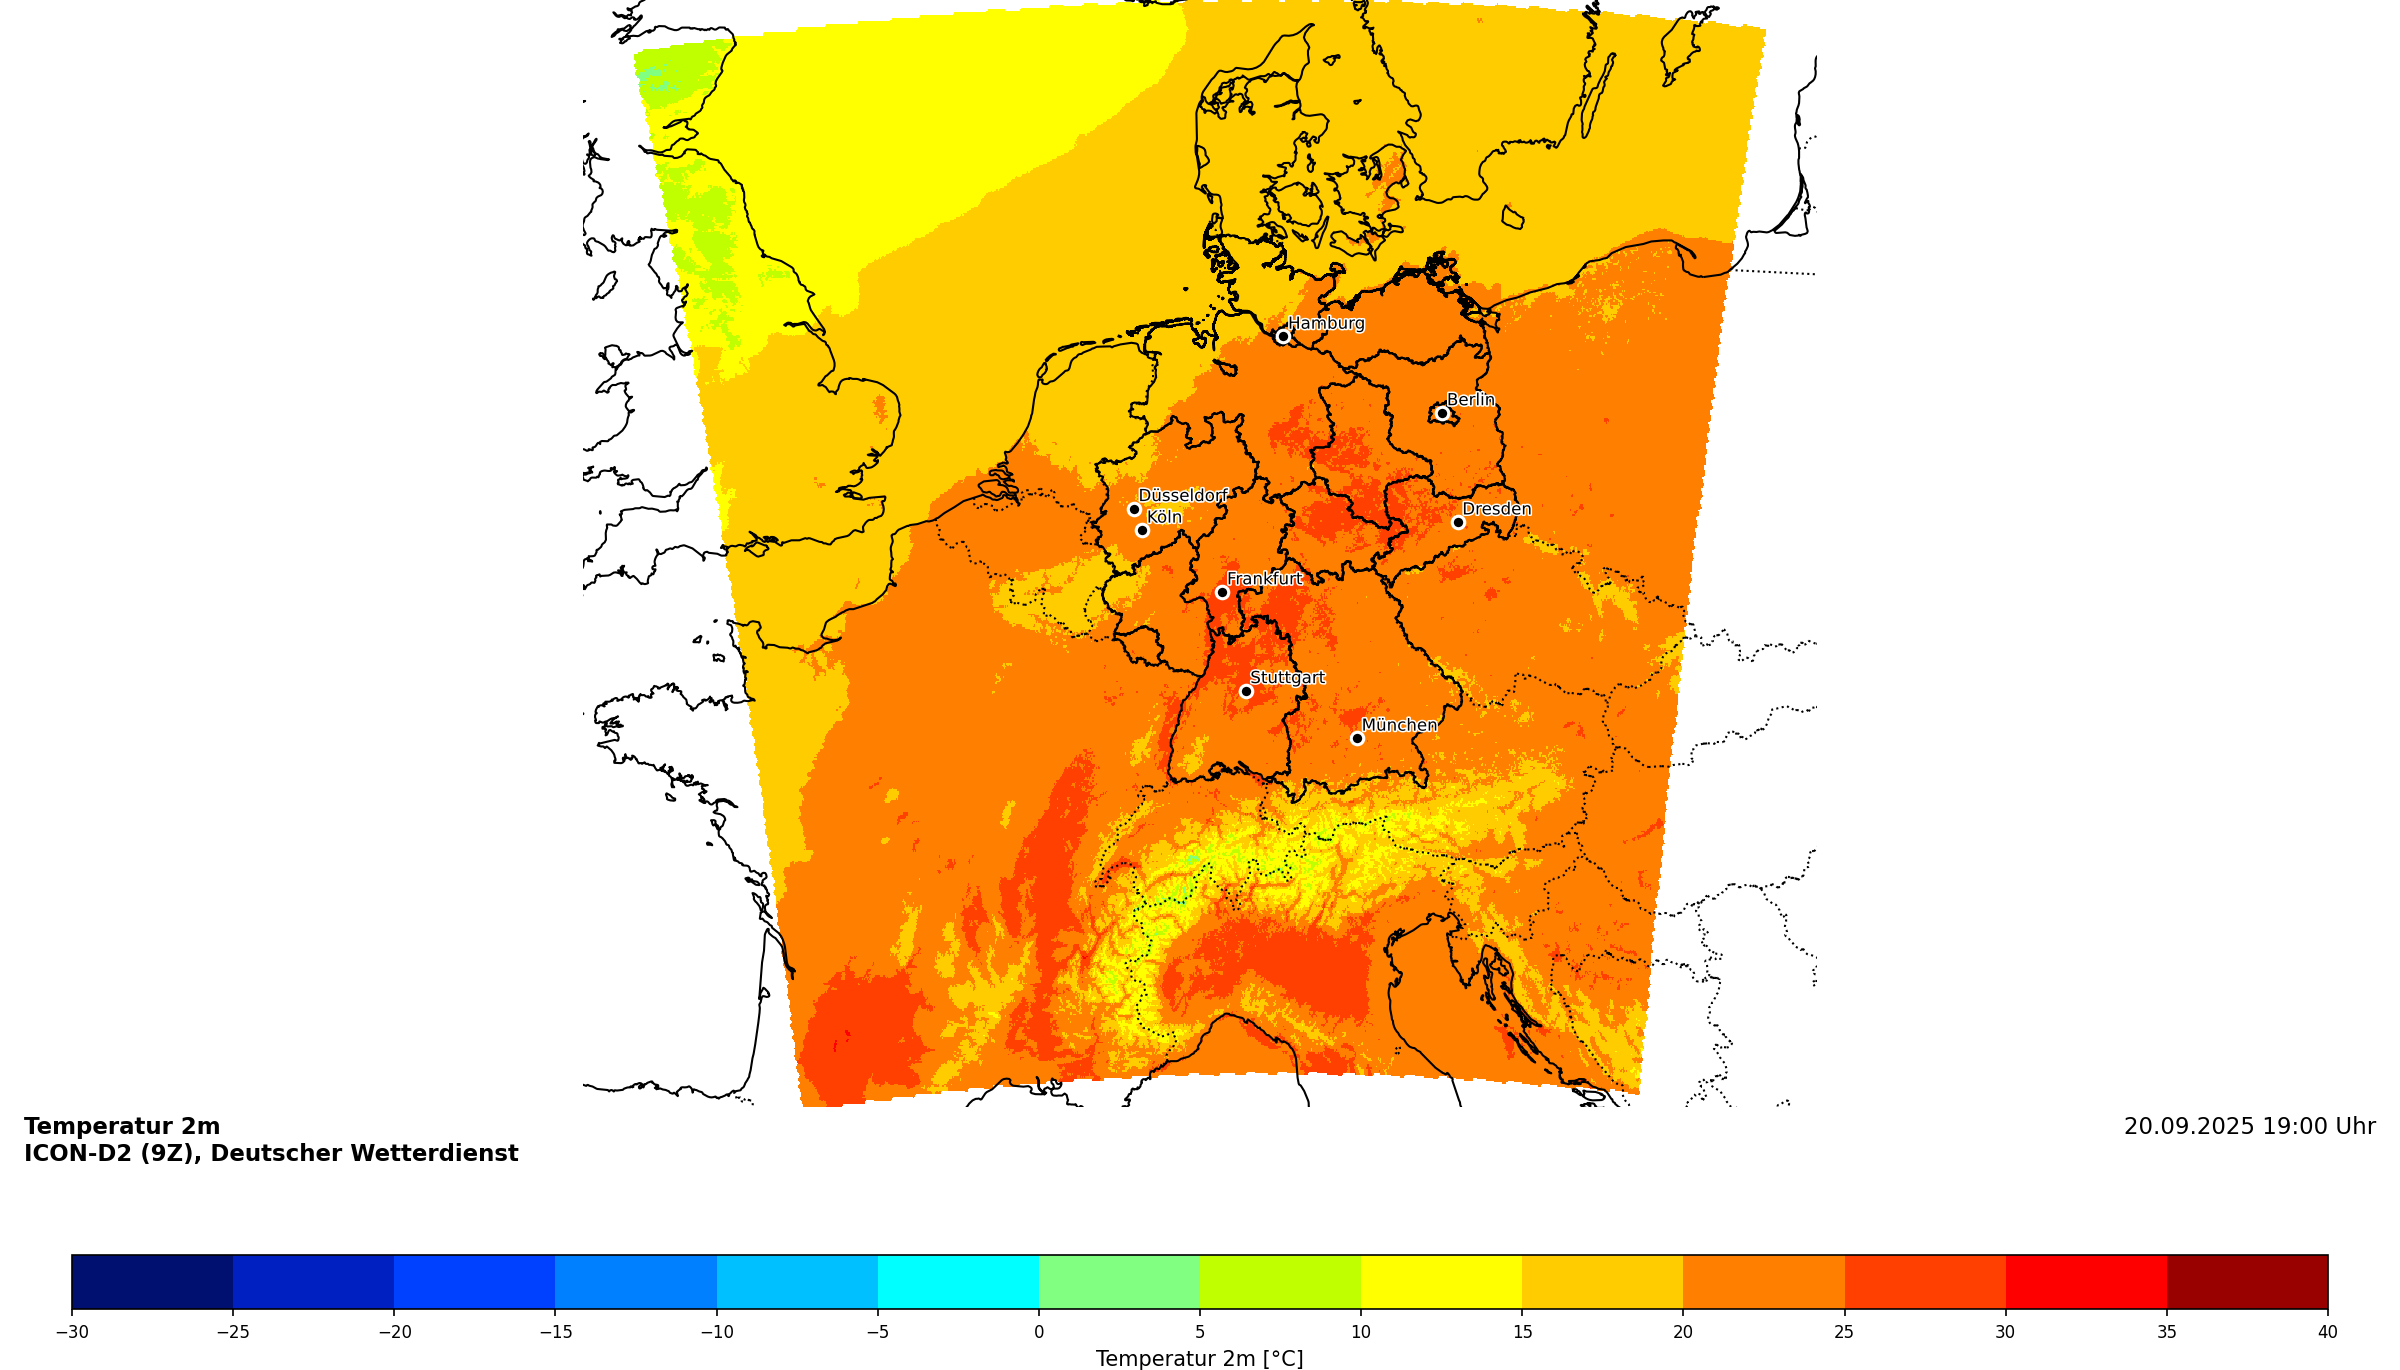 Hamburg
Berlin
Düsseldorf
Köln
Dresden
Frankfurt
Stuttgart
München
Temperatur 2m
ICON-D2 (9Z), Deutscher Wetterdienst
20.09.2025 19:00 Uhr
−30 −25 −20 −15 −10 −5 0 5 10 15 20 25 30 35 40
Temperatur 2m [°C]